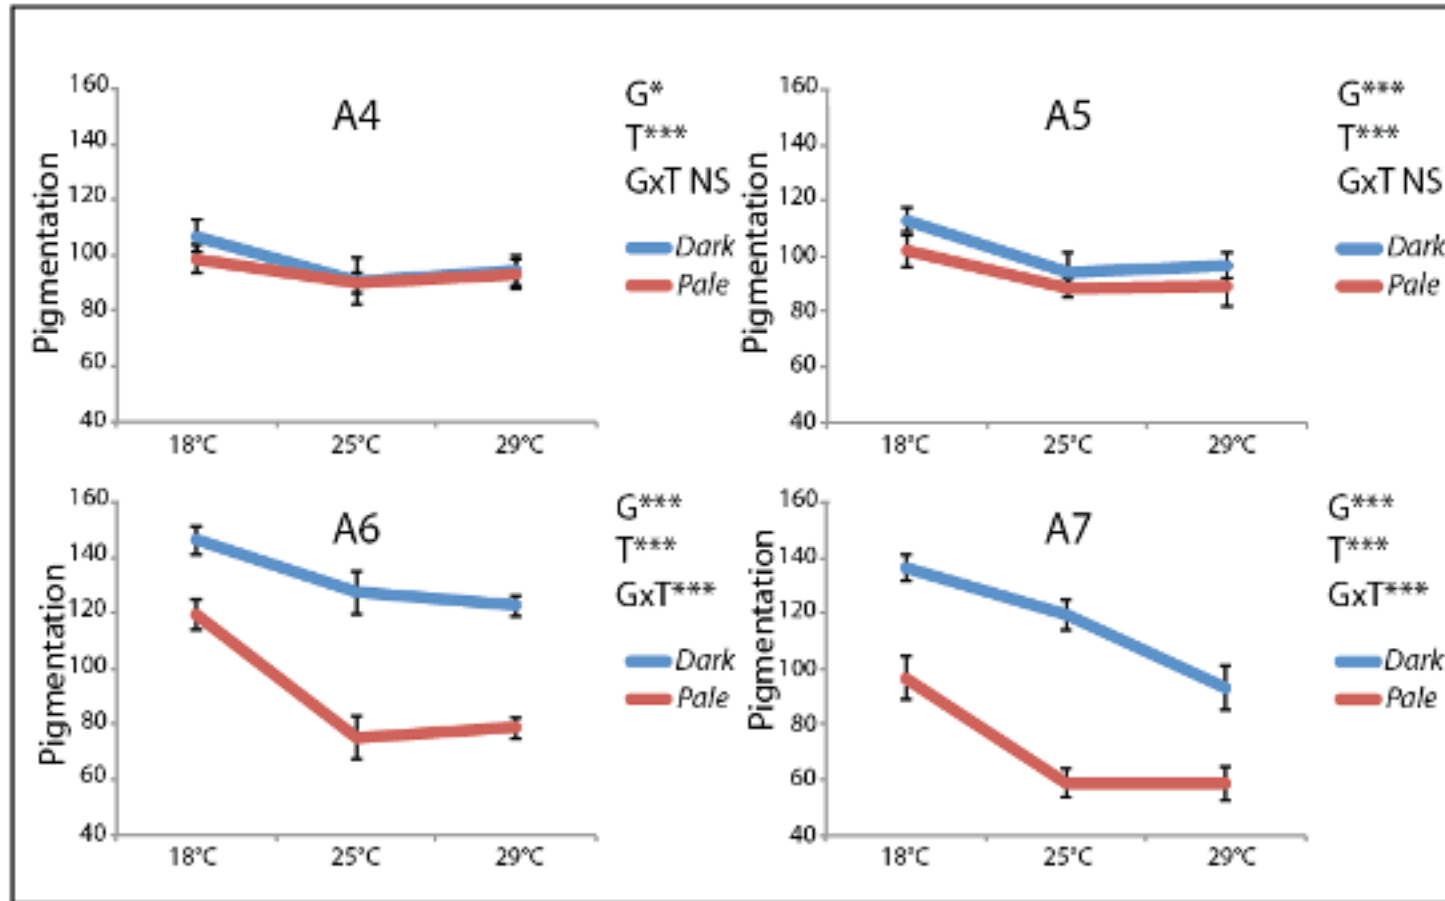 A4
G*
T***
GxT NS
Dark
Pale
Pigmentation
160
140
120
100
80
60
40
18°C 25°C 29°C
A5
G***
T***
GxT NS
Dark
Pale
Pigmentation
160
140
120
100
80
60
40
18°C 25°C 29°C
A6
G***
T***
GxT***
Dark
Pale
Pigmentation
160
140
120
100
80
60
40
18°C 25°C 29°C
A7
G***
T***
GxT***
Dark
Pale
Pigmentation
160
140
120
100
80
60
40
18°C 25°C 29°C